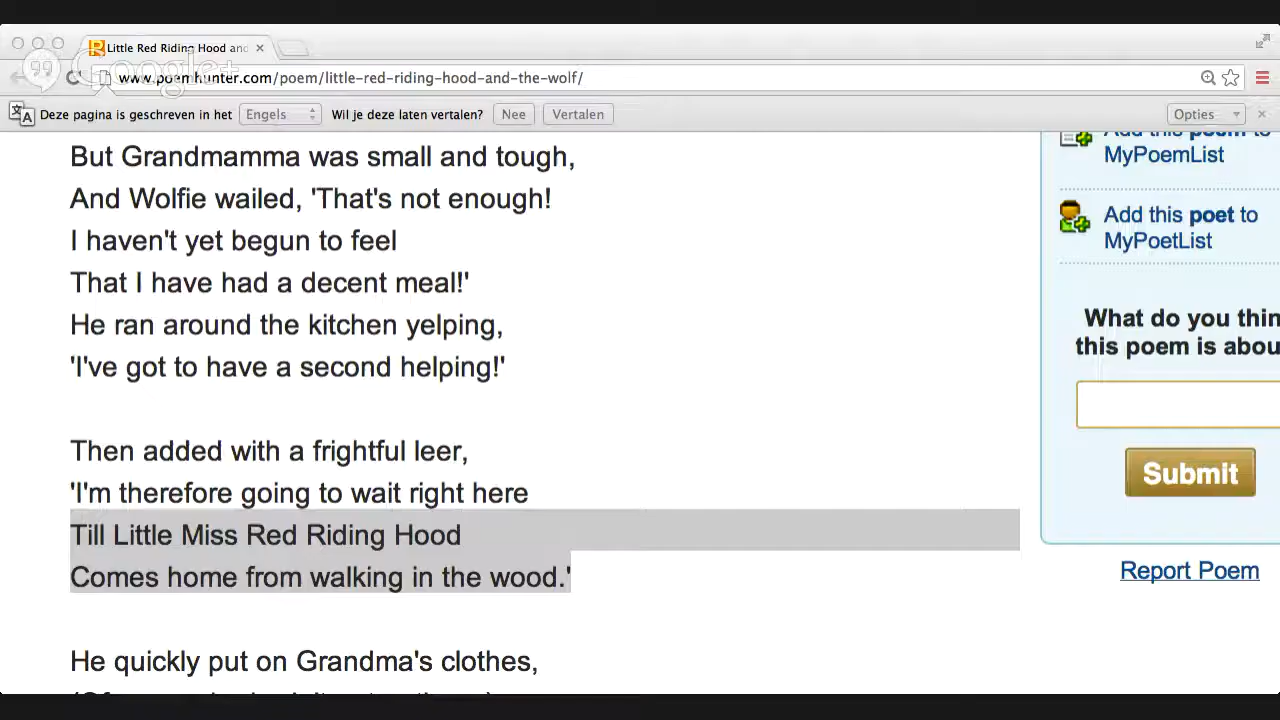 Little Red Riding Hood and
Google+
www.poemhunter.com/poem/little-red-riding-hood-and-the-wolf/
Deze pagina is geschreven in het Engels Wil je deze laten vertalen? Nee Vertalen Opties
But Grandmamma was small and tough,
And Wolfie wailed, 'That's not enough!
I haven't yet begun to feel
That I have had a decent meal!'
He ran around the kitchen yelping,
'I've got to have a second helping!'
Then added with a frightful leer,
'I'm therefore going to wait right here
Till Little Miss Red Riding Hood
Comes home from walking in the wood.'
He quickly put on Grandma's clothes,
Add this poem to
MyPoemList
Add this poet to
MyPoetList
What do you thin
this poem is abou
Submit
Report Poem